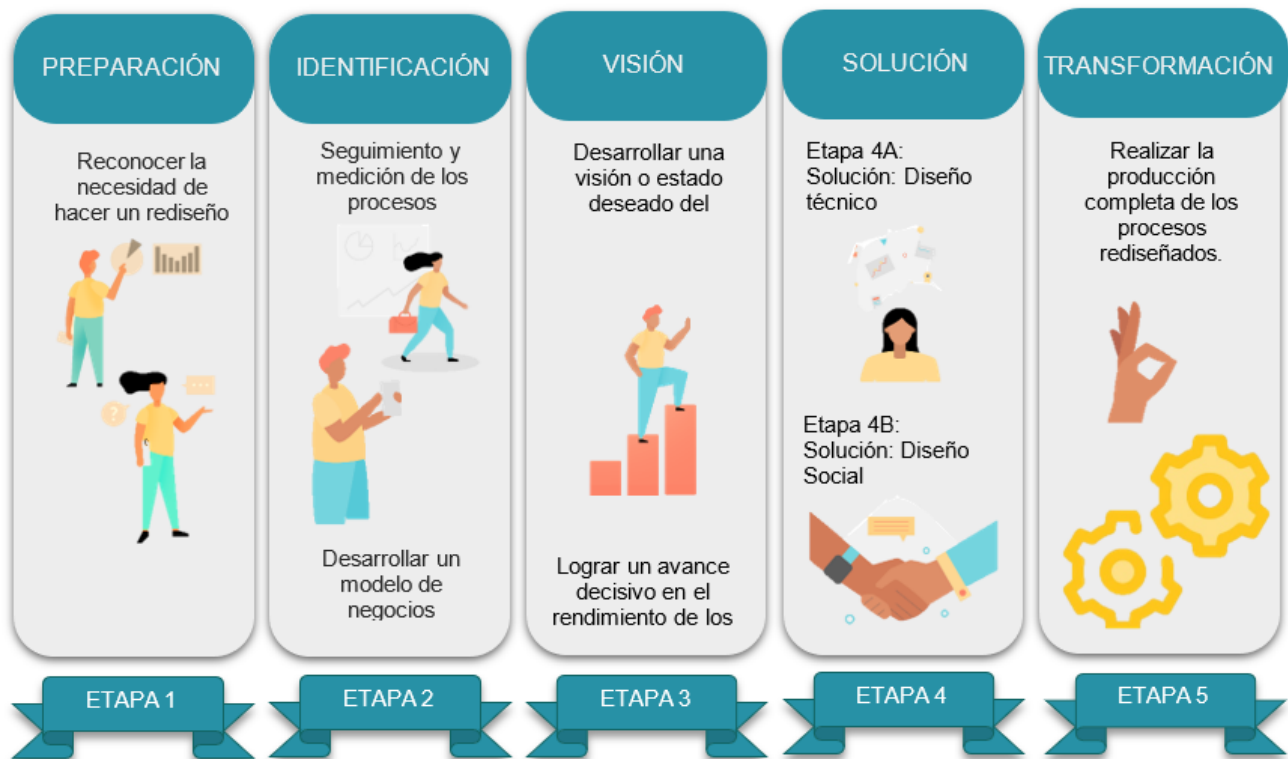 PREPARACIÓN
Reconocer la
necesidad de
hacer un rediseño
?
ETAPA 1
IDENTIFICACIÓN
Seguimiento y
medición de los
procesos
Desarrollar un
modelo de
negocios
ETAPA 2
VISIÓN
Desarrollar una
visión o estado
deseado del
Lograr un avance
decisivo en el
rendimiento de los
ETAPA 3
SOLUCIÓN
Etapa 4A:
Solución: Diseño
técnico
Etapa 4B:
Solución: Diseño
Social
ETAPA 4
TRANSFORMACIÓN
Realizar la
producción
completa de los
procesos
rediseñados.
ETAPA 5